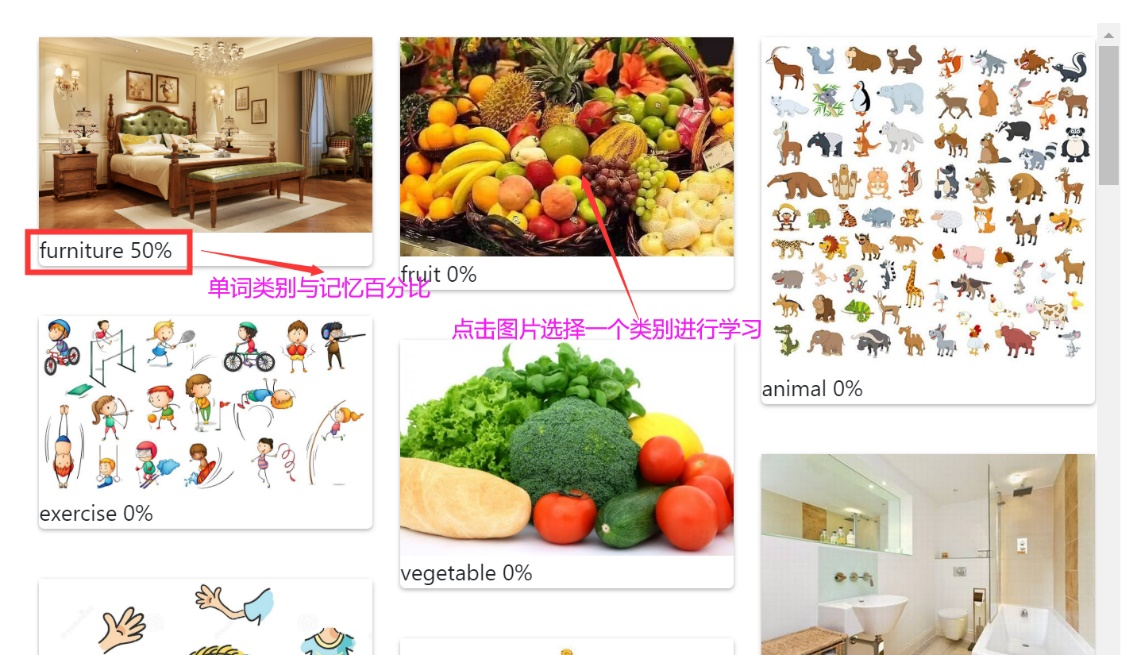 furniture 50%
单词类别与记忆百分比
fruit 0%
点击图片选择一个类别进行学习
animal 0%
exercise 0%
vegetable 0%